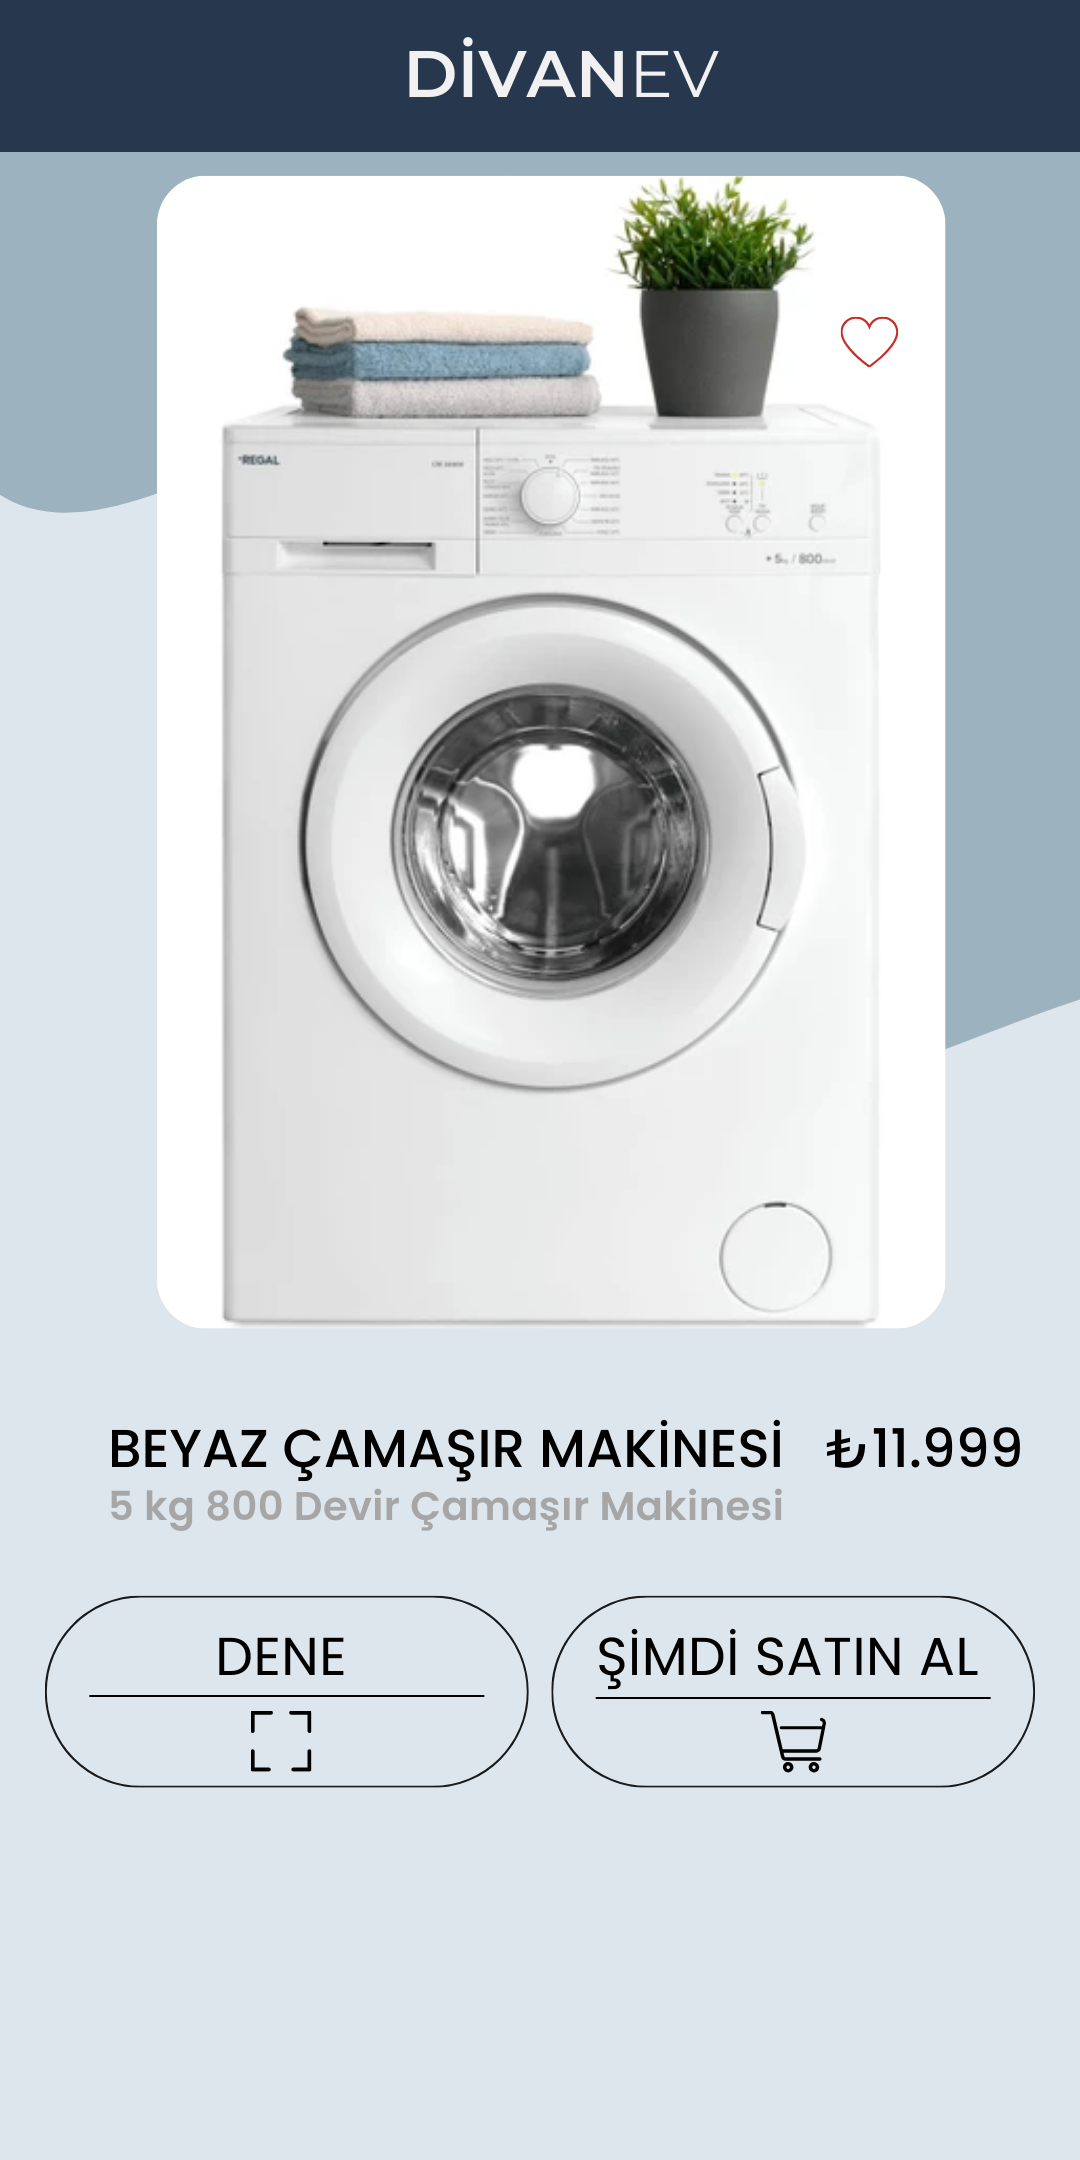 DİVANEV
REGAL
5kg / 800
BEYAZ ÇAMAŞIR MAKİNESİ ₺11.999
5 kg 800 Devir Çamaşır Makinesi
DENE
ŞİMDİ SATIN AL